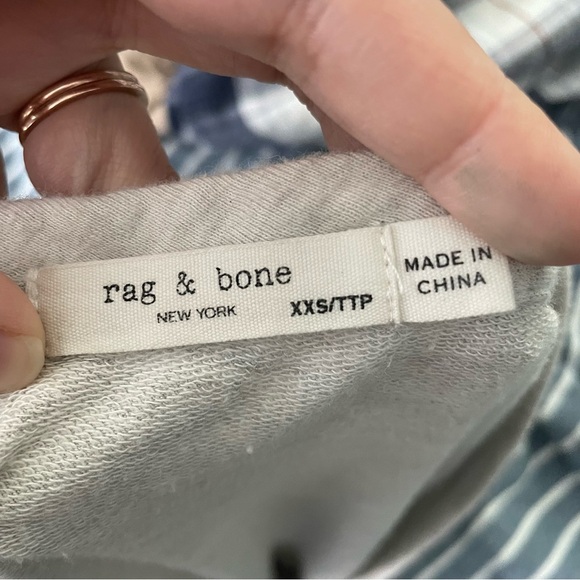 rag & bone
NEW YORK
XXS/TTP
MADE IN
CHINA